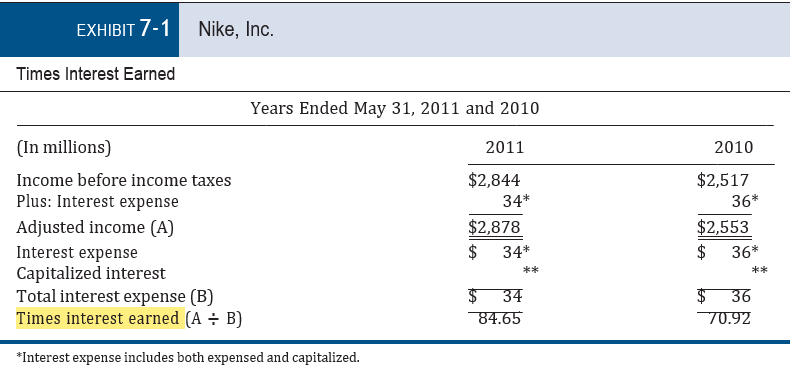 EXHIBIT 7-1 Nike, Inc.
Times Interest Earned
Years Ended May 31, 2011 and 2010
(In millions) 2011 2010
Income before income taxes $2,844 $2,517
Plus: Interest expense 34* 36*
Adjusted income (A) $2,878 $2,553
Interest expense $ 34* $ 36*
Capitalized interest ** **
Total interest expense (B) $ 34 $ 36
Times interest earned (A ÷ B) 84.65 70.92
*Interest expense includes both expensed and capitalized.